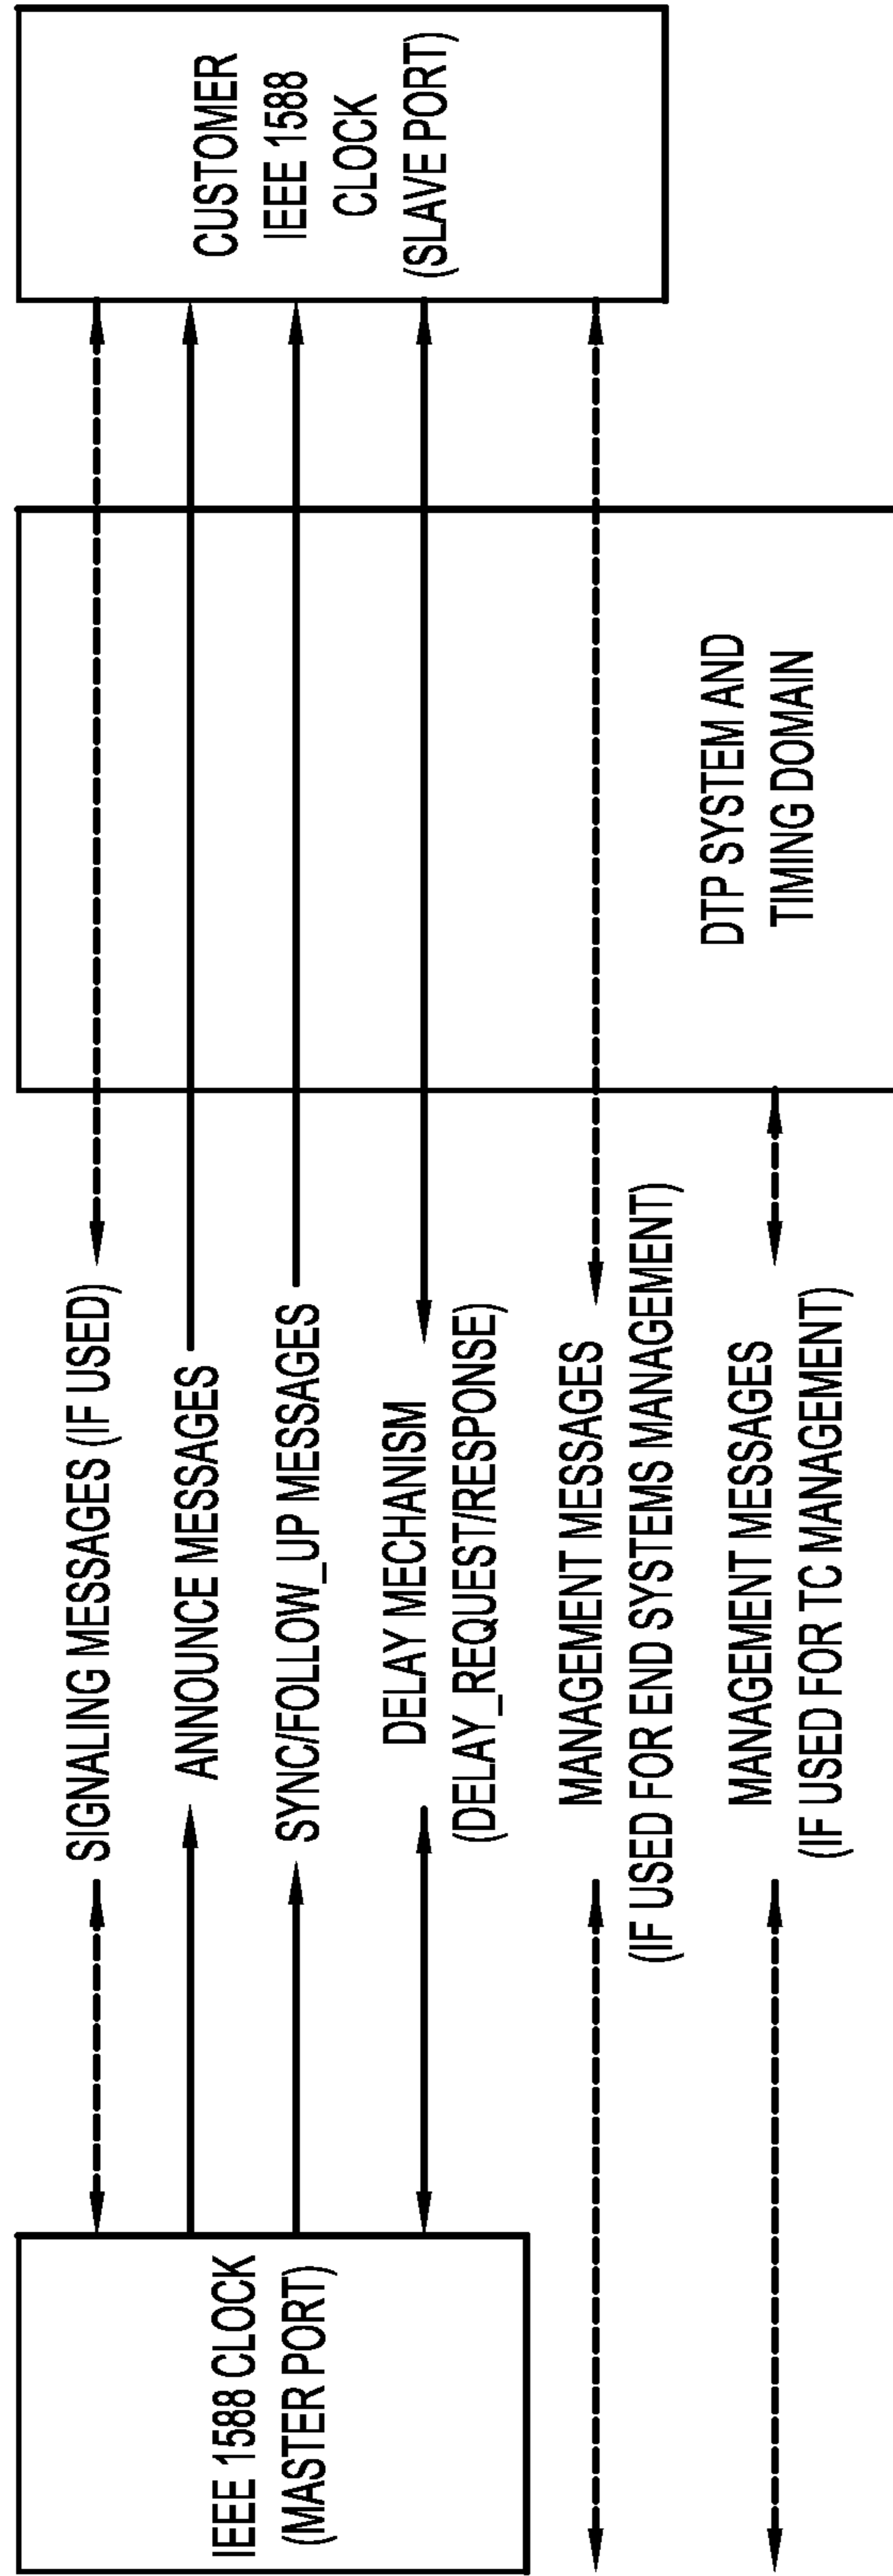 IEEE 1588 CLOCK
(MASTER PORT)
SIGNALING MESSAGES (IF USED)
ANNOUNCE MESSAGES
SYNC/FOLLOW_UP MESSAGES
DELAY MECHANISM
(DELAY_REQUEST/RESPONSE)
MANAGEMENT MESSAGES
(IF USED FOR END SYSTEMS MANAGEMENT)
MANAGEMENT MESSAGES
(IF USED FOR TC MANAGEMENT)
DTP SYSTEM AND
TIMING DOMAIN
CUSTOMER
IEEE 1588
CLOCK
(SLAVE PORT)